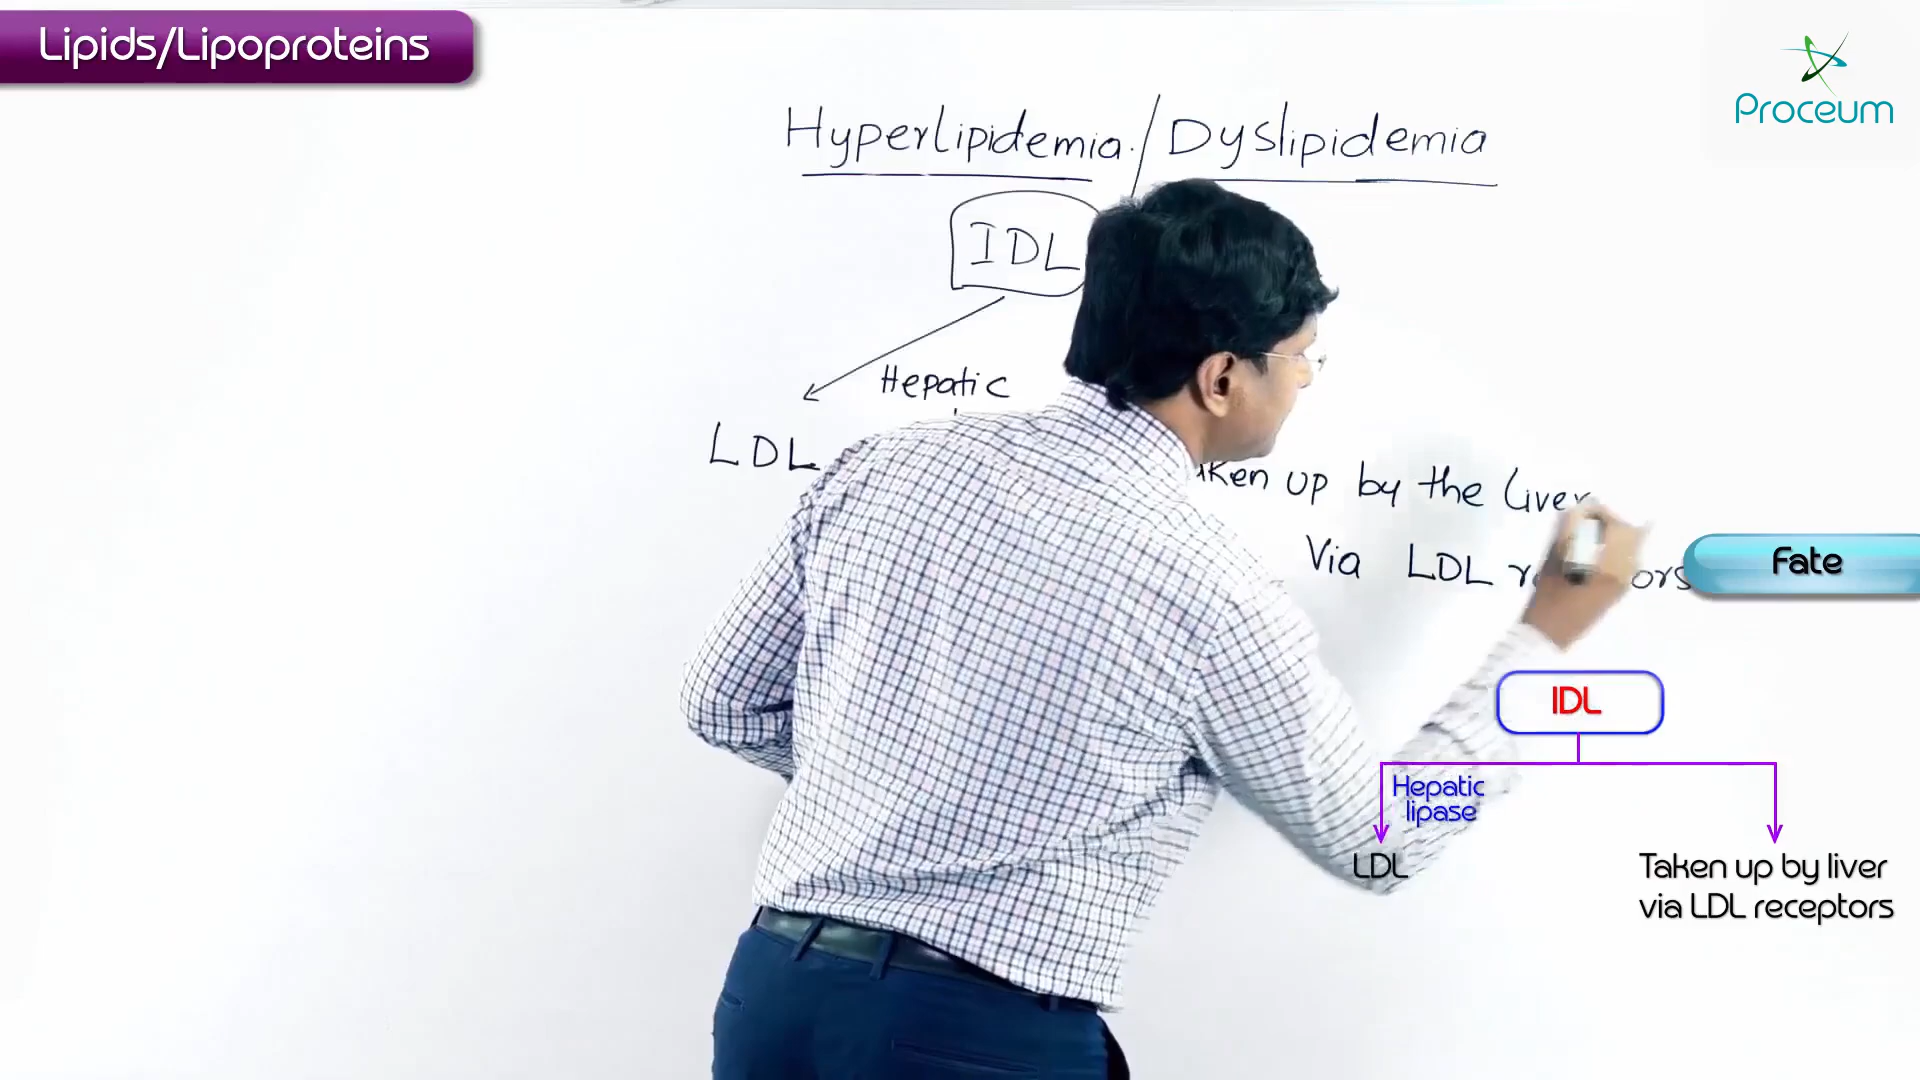 Lipids/Lipoproteins
Proceum
Hyperlipidemia / Dyslipidemia
IDL
Hepatic
LDL
up by the liver
Via LDL
Fate
IDL
Hepatic
lipase
LDL
Taken up by liver
via LDL receptors